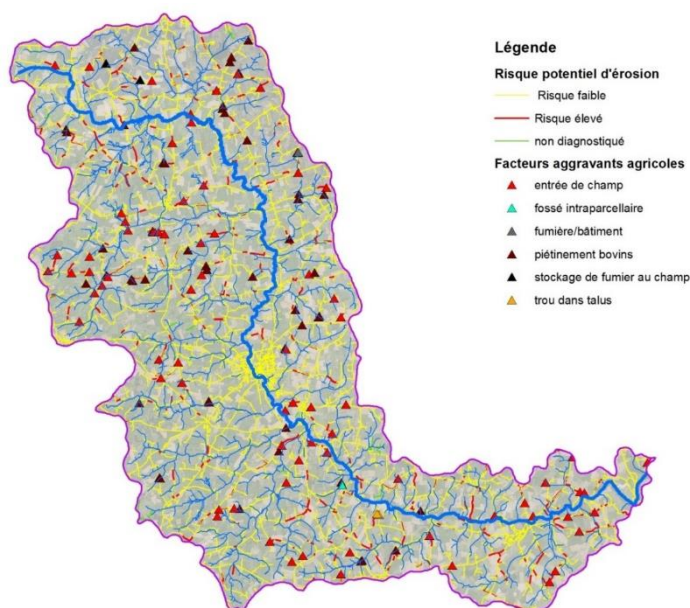 Légende
Risque potentiel d'érosion
Risque faible
Risque élevé
non diagnostiqué
Facteurs aggravants agricoles
entrée de champ
fossé intraparcellaire
fumière/bâtiment
piétinement bovins
stockage de fumier au champ
trou dans talus